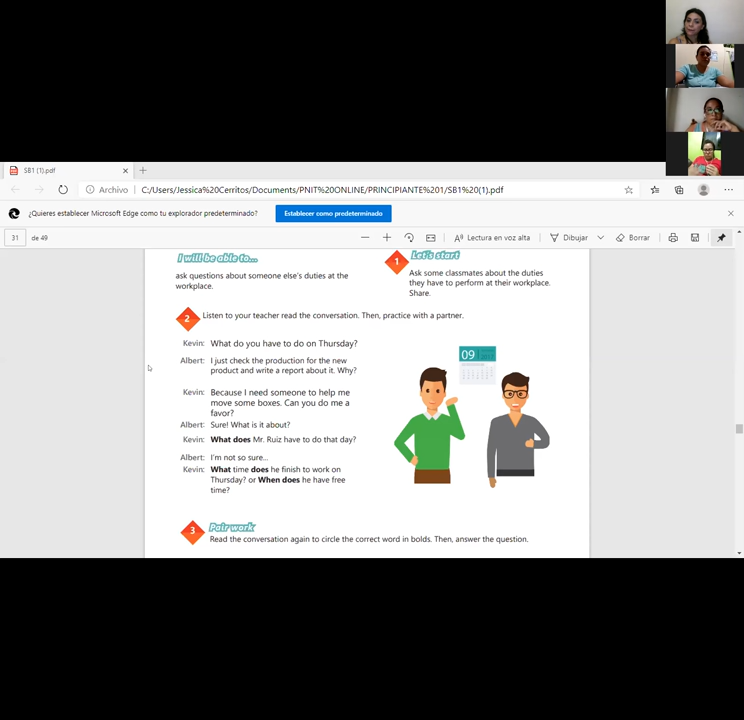 SB1 (1).pdf
Archivo
C:/Users/Jessica%20Cerritos/Documents/PNIT%20ONLINE/PRINCIPIANTE%201/SB1%20(1).pdf
¿Quieres establecer Microsoft Edge como tu explorador predeterminado?
Establecer como predeterminado
31 de 49
Lectura en voz alta
Dibujar
Borrar
I will be able to...
ask questions about someone else's duties at the
workplace.
1
Let's start
Ask some classmates about the duties
they have to perform at their workplace.
Share.
2
Listen to your teacher read the conversation. Then, practice with a partner.
Kevin: What do you have to do on Thursday?
Albert: I just check the production for the new
product and write a report about it. Why?
Kevin: Because I need someone to help me
move some boxes. Can you do me a
favor?
Albert: Sure! What is it about?
Kevin: What does Mr. Ruiz have to do that day?
Albert: I'm not so sure...
Kevin: What time does he finish to work on
Thursday? or When does he have free
time?
09
3
Pair work
Read the conversation again to circle the correct word in bolds. Then, answer the question.